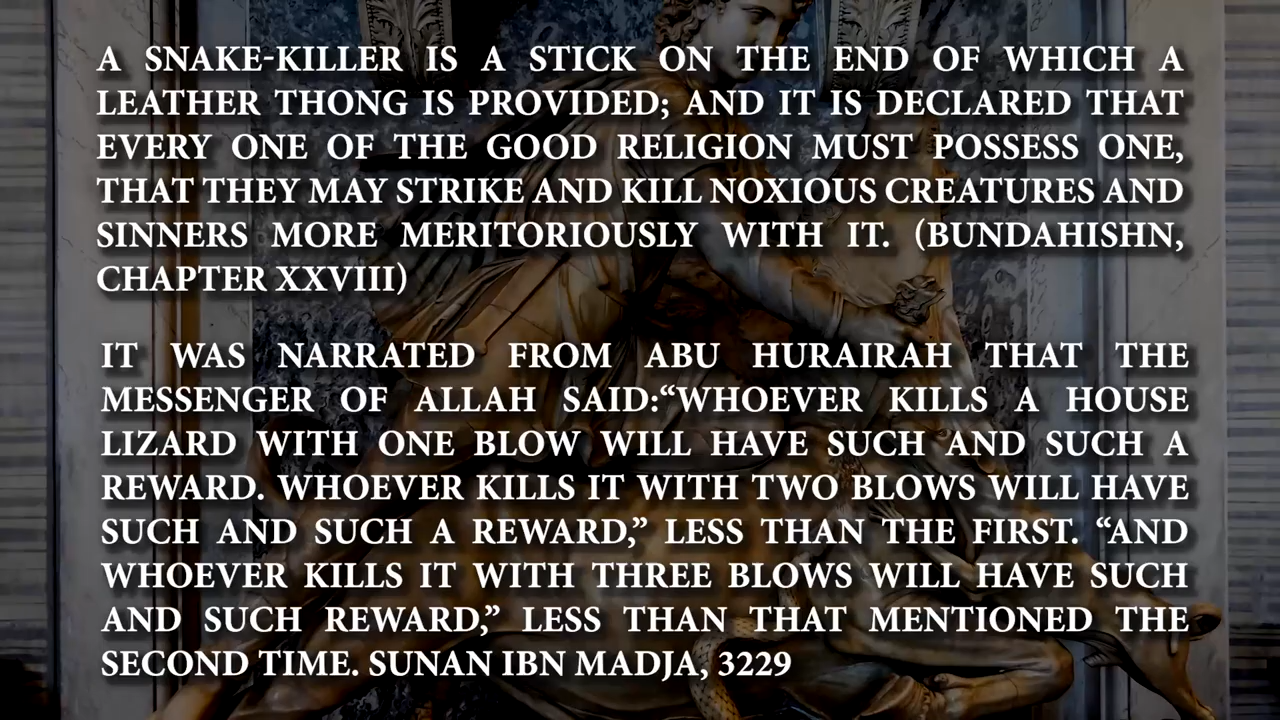 A SNAKE-KILLER IS A STICK ON THE END OF WHICH A
LEATHER THONG IS PROVIDED; AND IT IS DECLARED THAT
EVERY ONE OF THE GOOD RELIGION MUST POSSESS ONE,
THAT THEY MAY STRIKE AND KILL NOXIOUS CREATURES AND
SINNERS MORE MERITORIOUSLY WITH IT. (BUNDAHISHN,
CHAPTER XXVIII)
IT WAS NARRATED FROM ABU HURAIRAH THAT THE
MESSENGER OF ALLAH SAID:“WHOEVER KILLS A HOUSE
LIZARD WITH ONE BLOW WILL HAVE SUCH AND SUCH A
REWARD. WHOEVER KILLS IT WITH TWO BLOWS WILL HAVE
SUCH AND SUCH A REWARD,” LESS THAN THE FIRST. “AND
WHOEVER KILLS IT WITH THREE BLOWS WILL HAVE SUCH
AND SUCH REWARD,” LESS THAN THAT MENTIONED THE
SECOND TIME. SUNAN IBN MADJA, 3229